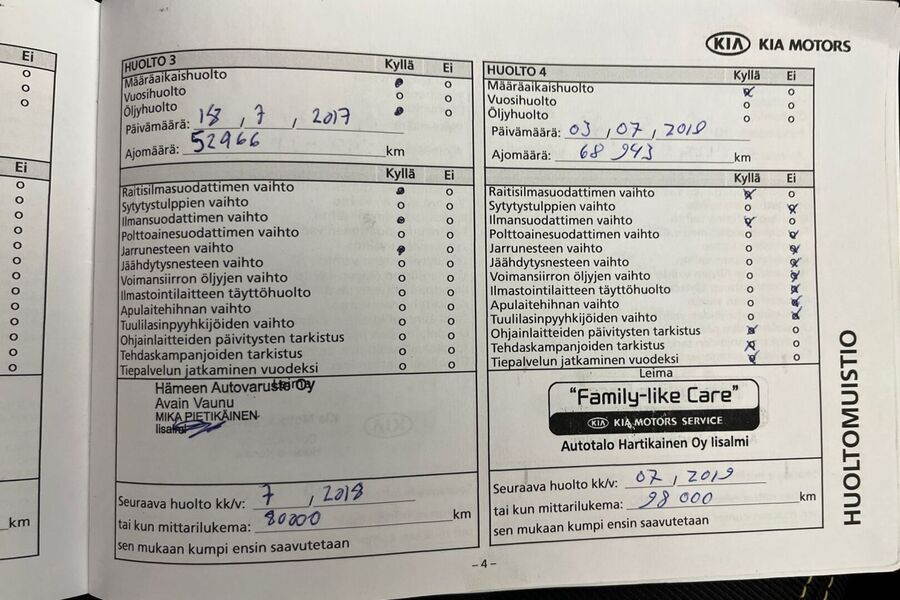 Ei
Ei
km
KIA KIA MOTORS
HUOLTO 3 Kyllä Ei
Määräaikaishuolto
Vuosihuolto
Öljyhuolto
Päivämäärä: 18 , 7 , 2017
Ajomäärä: 52966 km
Kyllä Ei
Raitisilmasuodattimen vaihto
Sytytystulppien vaihto
Ilmansuodattimen vaihto
Polttoainesuodattimen vaihto
Jarrunesteen vaihto
Jäähdytysnesteen vaihto
Voimansiirron öljyjen vaihto
Ilmastointilaitteen täyttöhuolto
Apulaitehihnan vaihto
Tuulilasinpyyhkijöiden vaihto
Ohjainlaitteiden päivitysten tarkistus
Tehdaskampanjoiden tarkistus
Tiepalvelun jatkaminen vuodeksi
Leima
Hämeen Autovaruste Oy
Avain Vaunu
MIKA PIETIKÄINEN
Iisalmi
Seuraava huolto kk/v: 7 , 2018
tai kun mittarilukema: 80000 km
sen mukaan kumpi ensin saavutetaan
HUOLTO 4 Kyllä Ei
Määräaikaishuolto
Vuosihuolto
Öljyhuolto
Päivämäärä: 03 , 07 , 2018
Ajomäärä: 68 943 km
Kyllä Ei
Raitisilmasuodattimen vaihto
Sytytystulppien vaihto
Ilmansuodattimen vaihto
Polttoainesuodattimen vaihto
Jarrunesteen vaihto
Jäähdytysnesteen vaihto
Voimansiirron öljyjen vaihto
Ilmastointilaitteen täyttöhuolto
Apulaitehihnan vaihto
Tuulilasinpyyhkijöiden vaihto
Ohjainlaitteiden päivitysten tarkistus
Tehdaskampanjoiden tarkistus
Tiepalvelun jatkaminen vuodeksi
Leima
"Family-like Care"
KIA KIA MOTORS SERVICE
Autotalo Hartikainen Oy Iisalmi
Seuraava huolto kk/v: 07 , 2019
tai kun mittarilukema: 98 000 km
sen mukaan kumpi ensin saavutetaan
HUOLTOMUISTIO
- 4 -